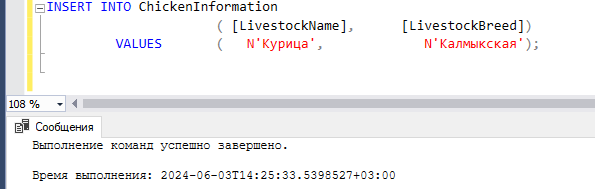 INSERT INTO ChickenInformation
( [LivestockName], [LivestockBreed])
VALUES ( N'Курица', N'Калмыкская');
108 %
Сообщения
Выполнение команд успешно завершено.
Время выполнения: 2024-06-03T14:25:33.5398527+03:00